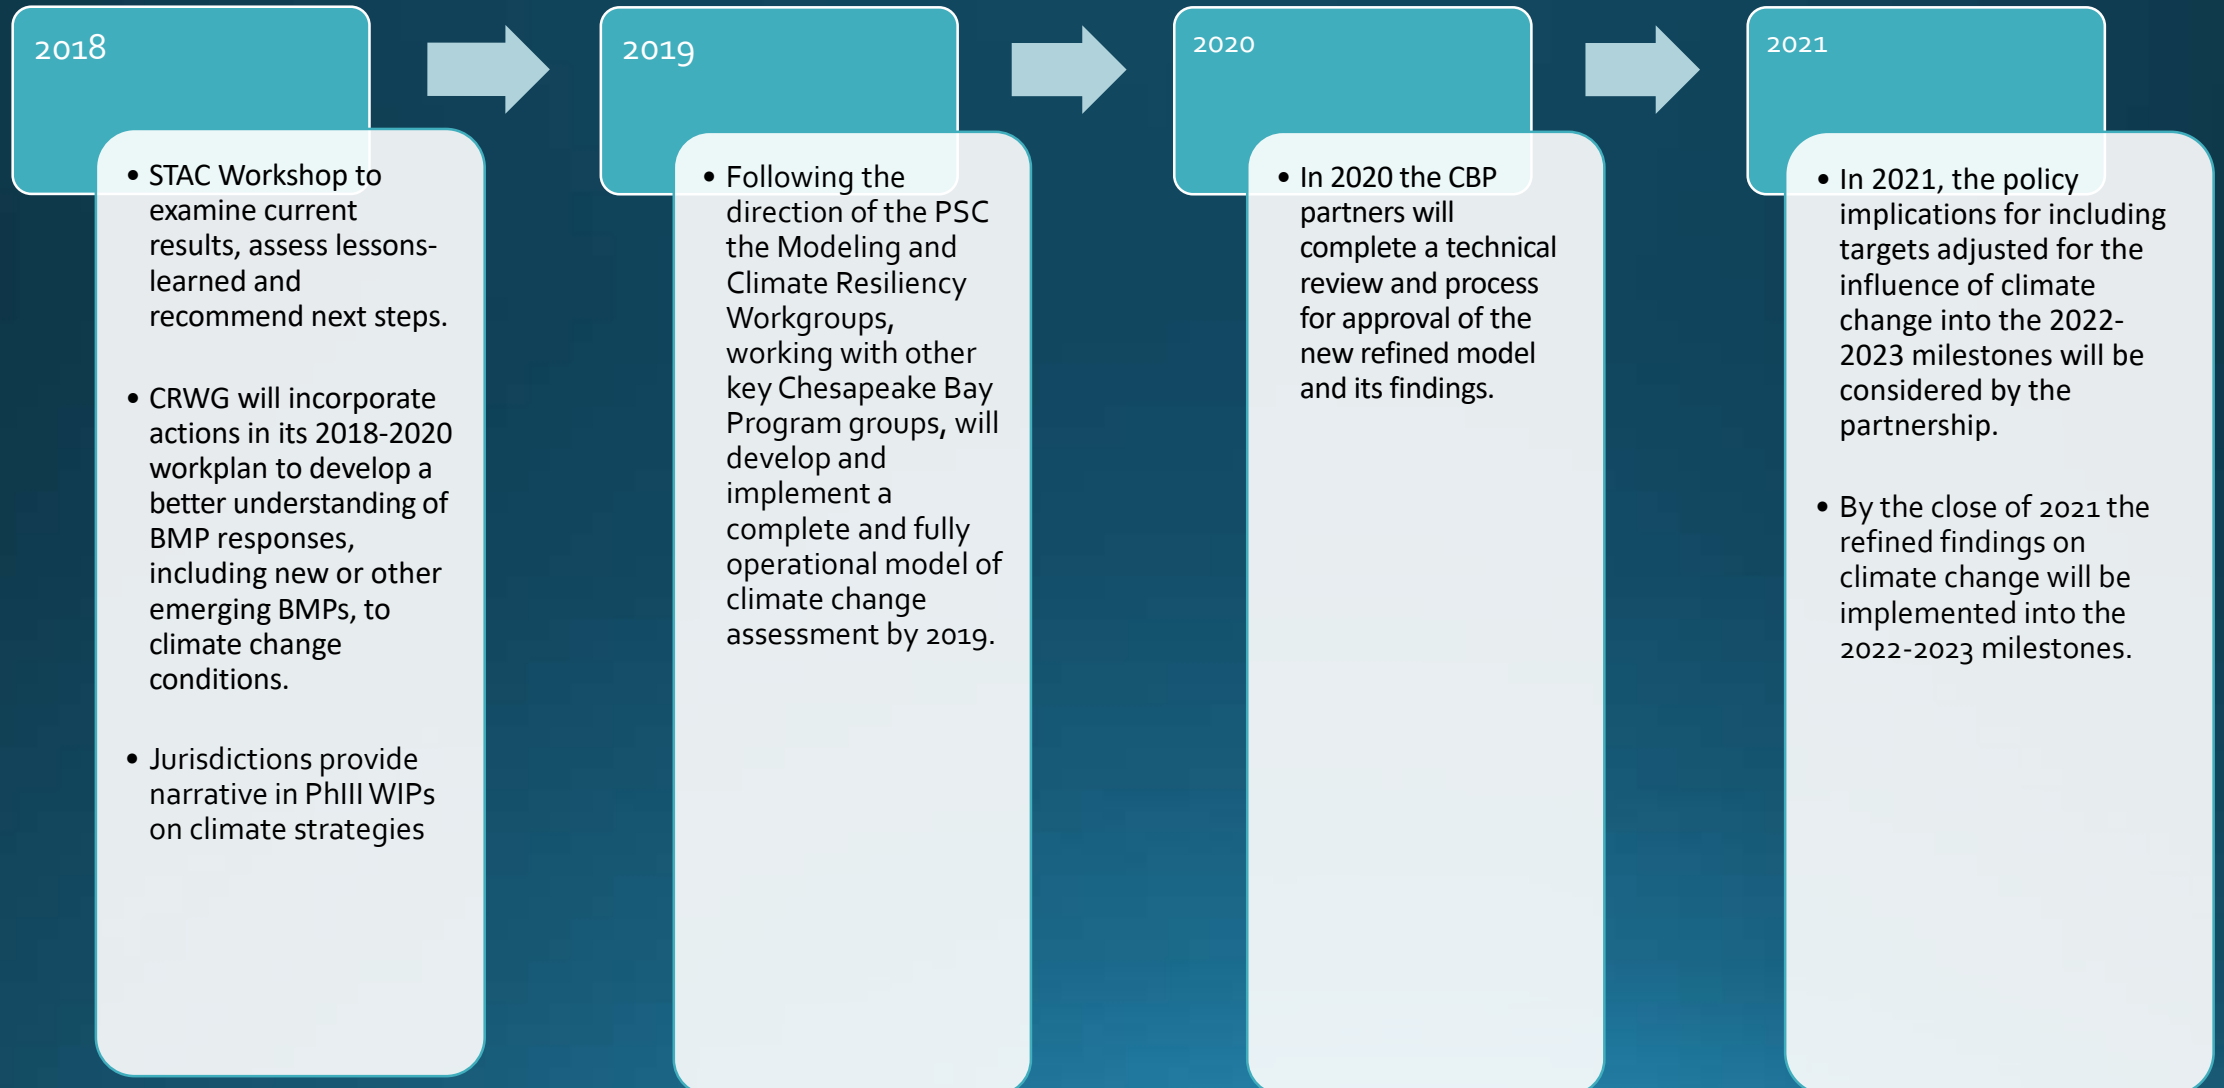 2018
• STAC Workshop to
examine current
results, assess lessons-
learned and
recommend next steps.
• CRWG will incorporate
actions in its 2018-2020
workplan to develop a
better understanding of
BMP responses,
including new or other
emerging BMPs, to
climate change
conditions.
• Jurisdictions provide
narrative in PhIII WIPs
on climate strategies
2019
• Following the
direction of the PSC
the Modeling and
Climate Resiliency
Workgroups,
working with other
key Chesapeake Bay
Program groups, will
develop and
implement a
complete and fully
operational model of
climate change
assessment by 2019.
2020
• In 2020 the CBP
partners will
complete a technical
review and process
for approval of the
new refined model
and its findings.
2021
• In 2021, the policy
implications for including
targets adjusted for the
influence of climate
change into the 2022-
2023 milestones will be
considered by the
partnership.
• By the close of 2021 the
refined findings on
climate change will be
implemented into the
2022-2023 milestones.